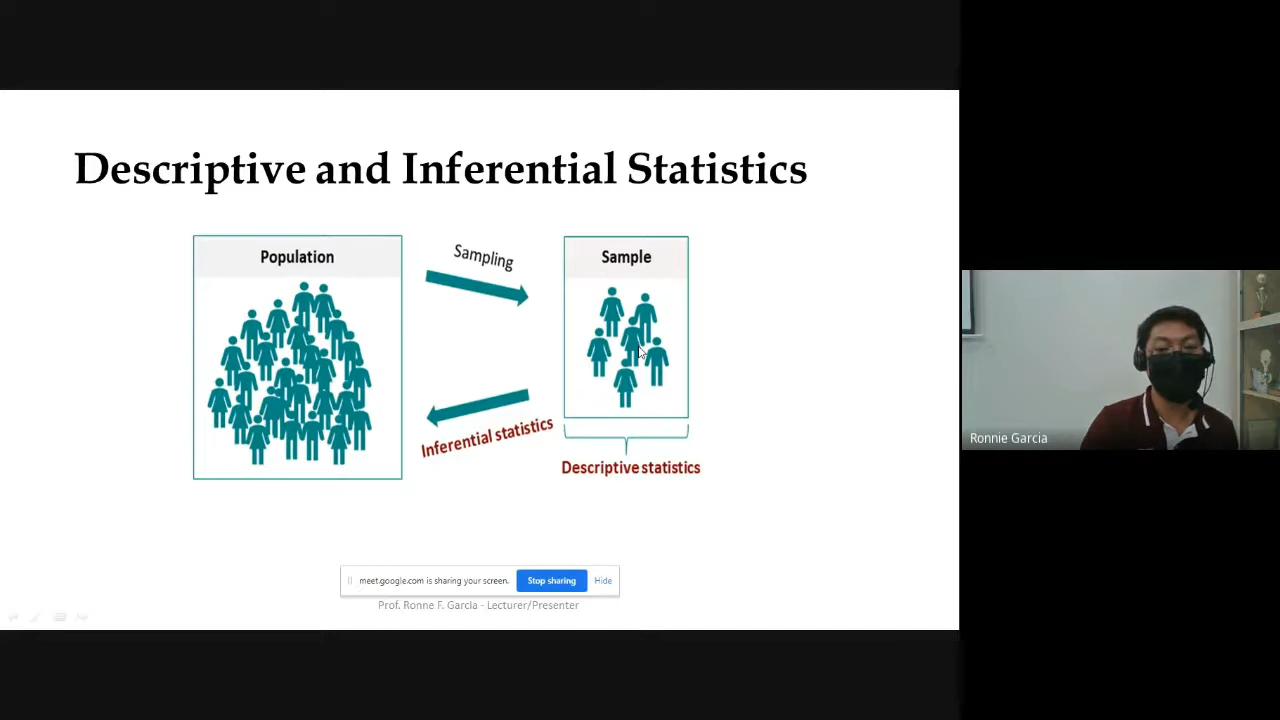 Descriptive and Inferential Statistics
Population
Sampling
Sample
Inferential statistics
Descriptive statistics
meet.google.com is sharing your screen.
Stop sharing
Hide
Prof. Ronne F. Garcia - Lecturer/Presenter
Ronnie Garcia